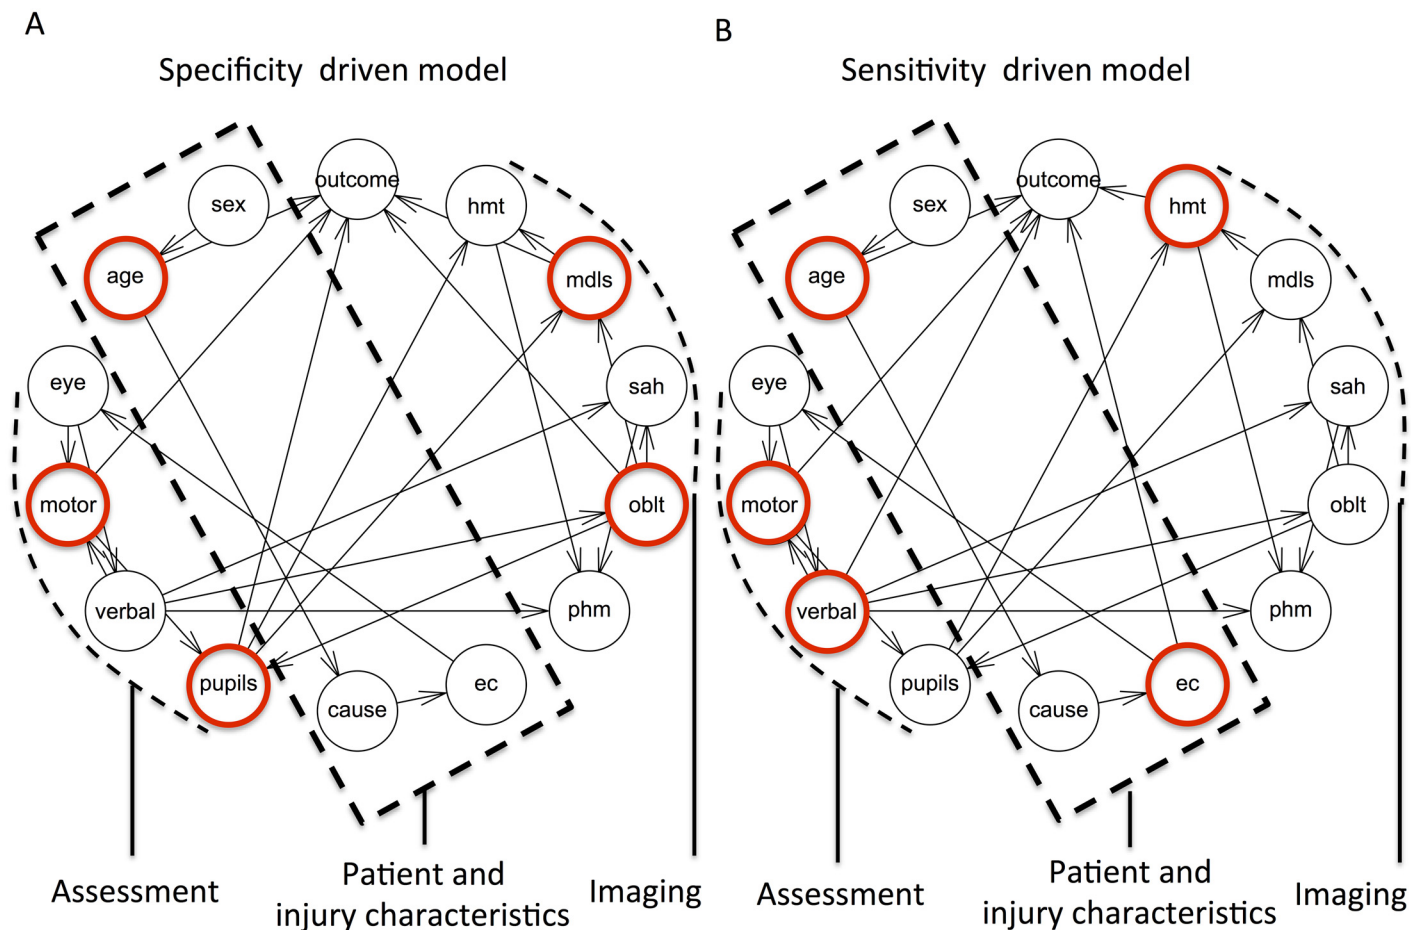 A
Specificity driven model
outcome
sex
hmt
age
mdls
eye
sah
motor
oblt
verbal
phm
pupils
ec
cause
Assessment
Patient and
injury characteristics
Imaging
B
Sensitivity driven model
outcome
sex
hmt
age
mdls
eye
sah
motor
oblt
verbal
phm
pupils
ec
cause
Assessment
Patient and
injury characteristics
Imaging